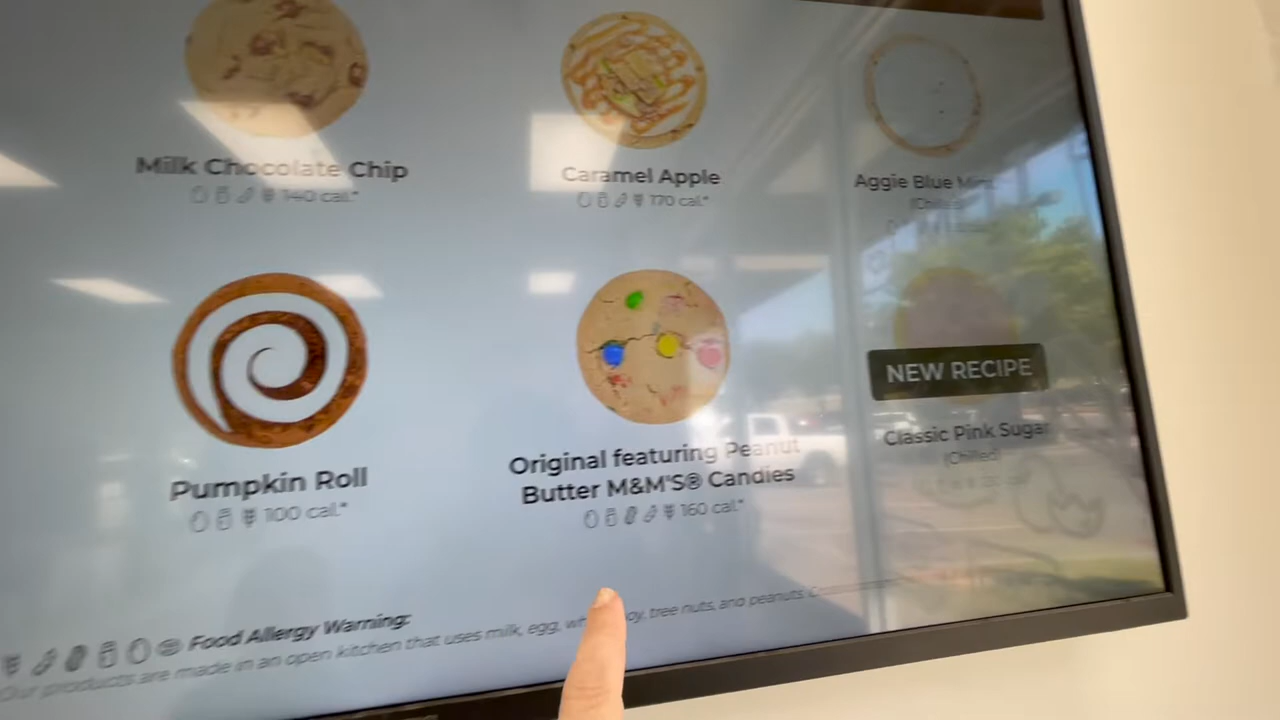 Milk Chocolate Chip
140 cal.*
Caramel Apple
170 cal.*
Aggie Blue Mint
(Chilled)
Pumpkin Roll
100 cal.*
Original featuring Peanut
Butter M&M'S® Candies
160 cal.*
NEW RECIPE
Classic Pink Sugar
(Chilled)
Food Allergy Warning:
Our products are made in an open kitchen that uses milk, egg, tree nuts, and peanuts.